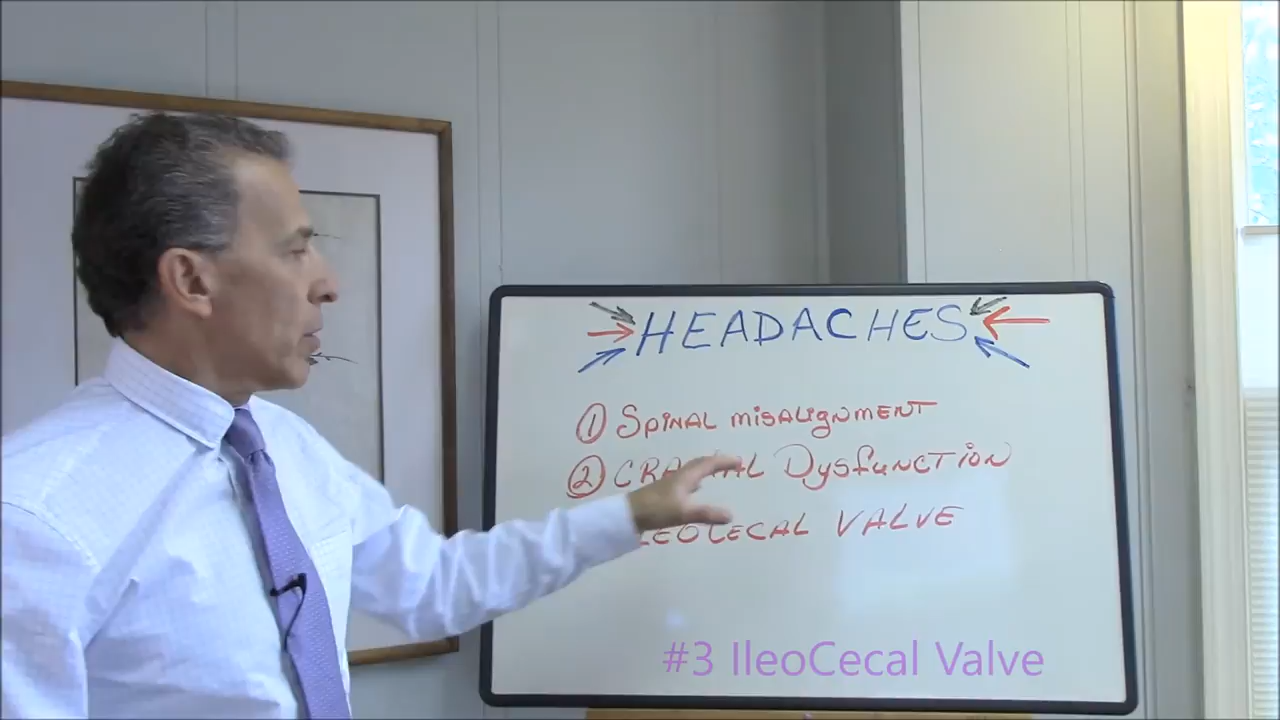 HEADACHES
① Spinal misalignment
② Dysfunction
VALVE
#3 IleoCecal Valve